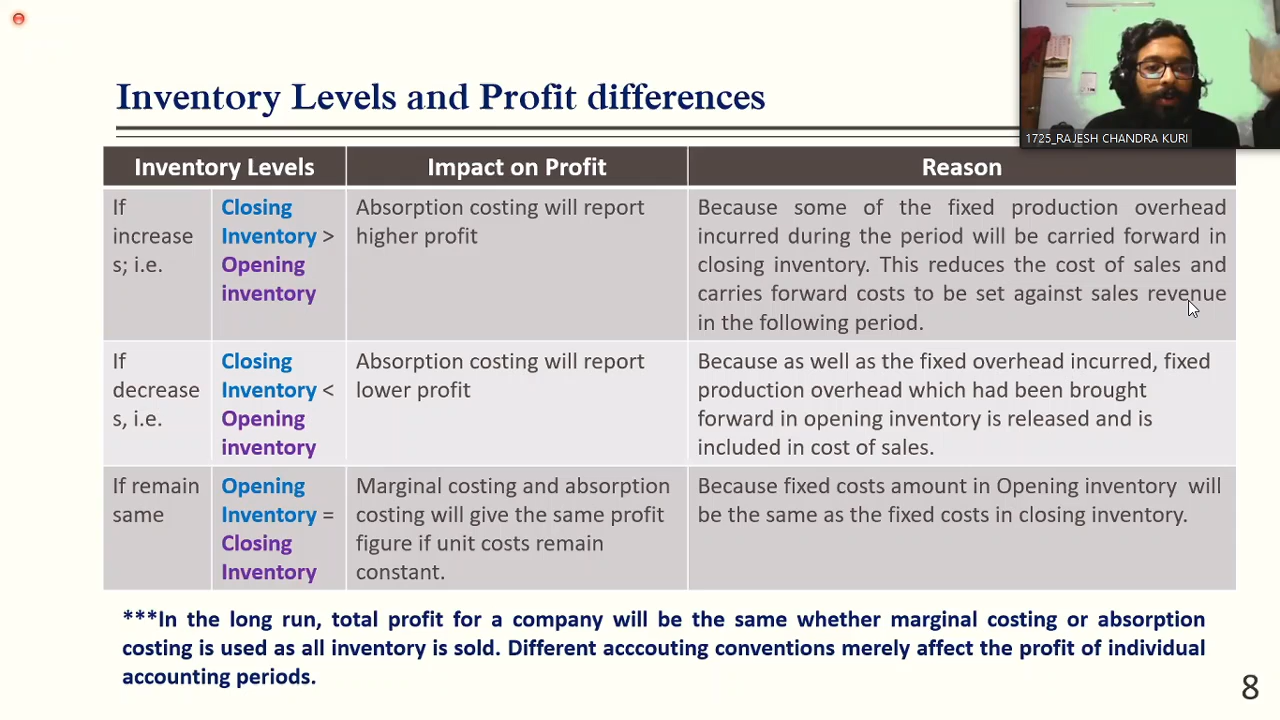 Inventory Levels and Profit differences
1725_RAJESH CHANDRA KURI
Inventory Levels
Impact on Profit
Reason
If
increase
s; i.e.
Closing
Inventory >
Opening
inventory
Absorption costing will report
higher profit
Because some of the fixed production overhead
incurred during the period will be carried forward in
closing inventory. This reduces the cost of sales and
carries forward costs to be set against sales revenue
in the following period.
If
decrease
s, i.e.
Closing
Inventory <
Opening
inventory
Absorption costing will report
lower profit
Because as well as the fixed overhead incurred, fixed
production overhead which had been brought
forward in opening inventory is released and is
included in cost of sales.
If remain
same
Opening
Inventory =
Closing
Inventory
Marginal costing and absorption
costing will give the same profit
figure if unit costs remain
constant.
Because fixed costs amount in Opening inventory will
be the same as the fixed costs in closing inventory.
***In the long run, total profit for a company will be the same whether marginal costing or absorption
costing is used as all inventory is sold. Different acccouting conventions merely affect the profit of individual
accounting periods.
8